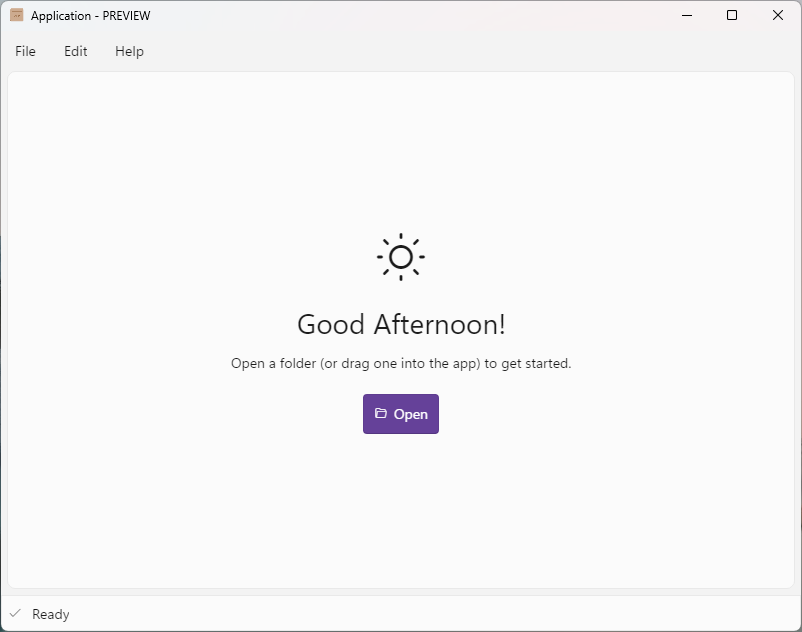 Application - PREVIEW
File Edit Help
Good Afternoon!
Open a folder (or drag one into the app) to get started.
Open
Ready